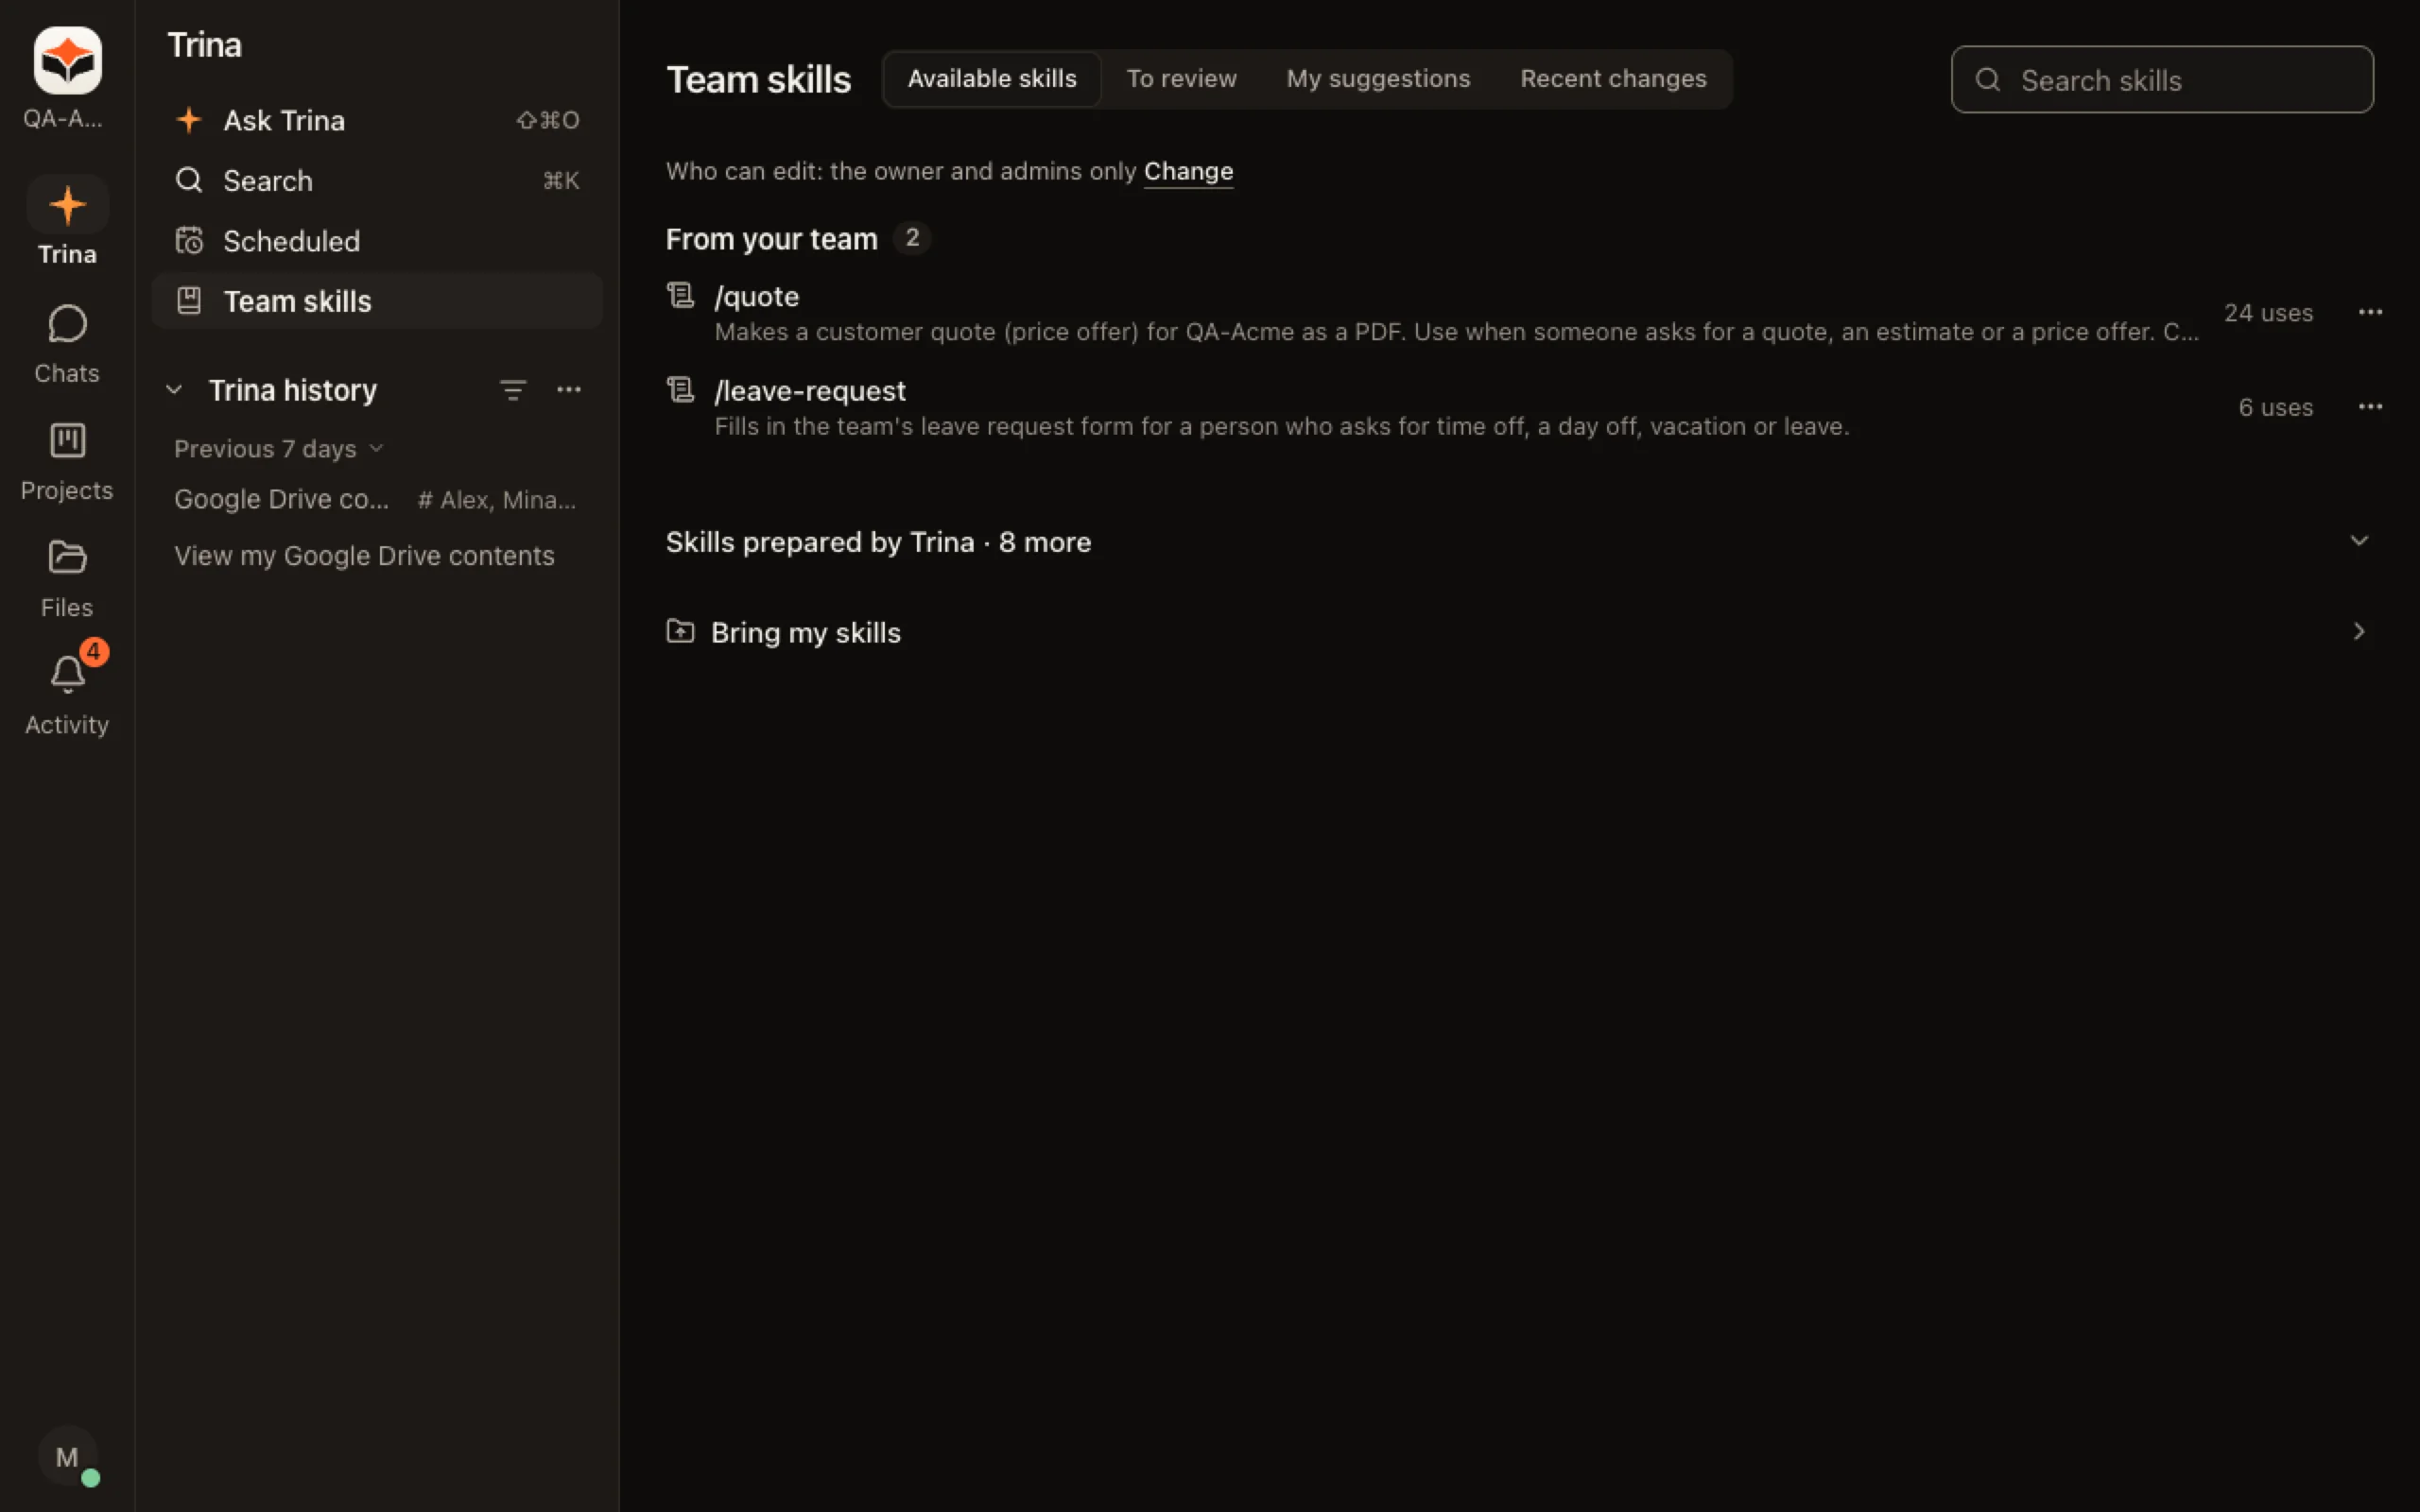 QA-A...
Trina
Chats
Projects
Files
4
Activity
M
Trina
Ask Trina ⇧⌘O
Search ⌘K
Scheduled
Team skills
Trina history
Previous 7 days
Google Drive co... # Alex, Mina...
View my Google Drive contents
Team skills
Available skills To review My suggestions Recent changes
Search skills
Who can edit: the owner and admins only Change
From your team 2
/quote
Makes a customer quote (price offer) for QA-Acme as a PDF. Use when someone asks for a quote, an estimate or a price offer. C...
24 uses
/leave-request
Fills in the team's leave request form for a person who asks for time off, a day off, vacation or leave.
6 uses
Skills prepared by Trina · 8 more
Bring my skills